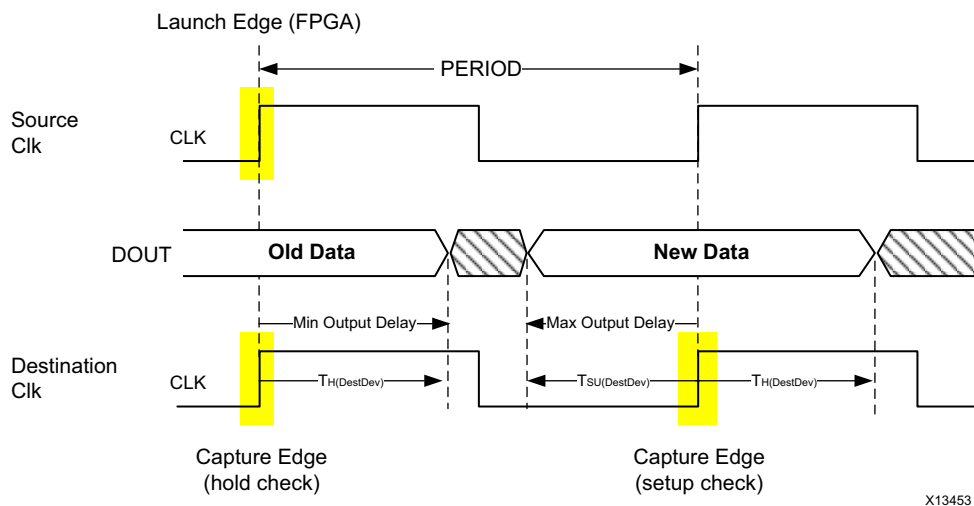 Launch Edge (FPGA)
PERIOD
Source
Clk
CLK
DOUT
Old Data
New Data
Min Output Delay
Max Output Delay
Destination
Clk
CLK
TH(DestDev)
TSU(DestDev)
TH(DestDev)
Capture Edge
(hold check)
Capture Edge
(setup check)
X13453